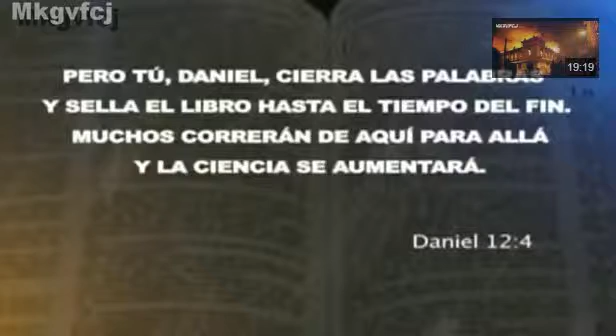 Mkgvfcj
PERO TÚ, DANIEL, CIERRA LAS PALABRAS
Y SELLA EL LIBRO HASTA EL TIEMPO DEL FIN.
MUCHOS CORRERÁN DE AQUÍ PARA ALLÁ
Y LA CIENCIA SE AUMENTARÁ.
Daniel 12:4
19:19